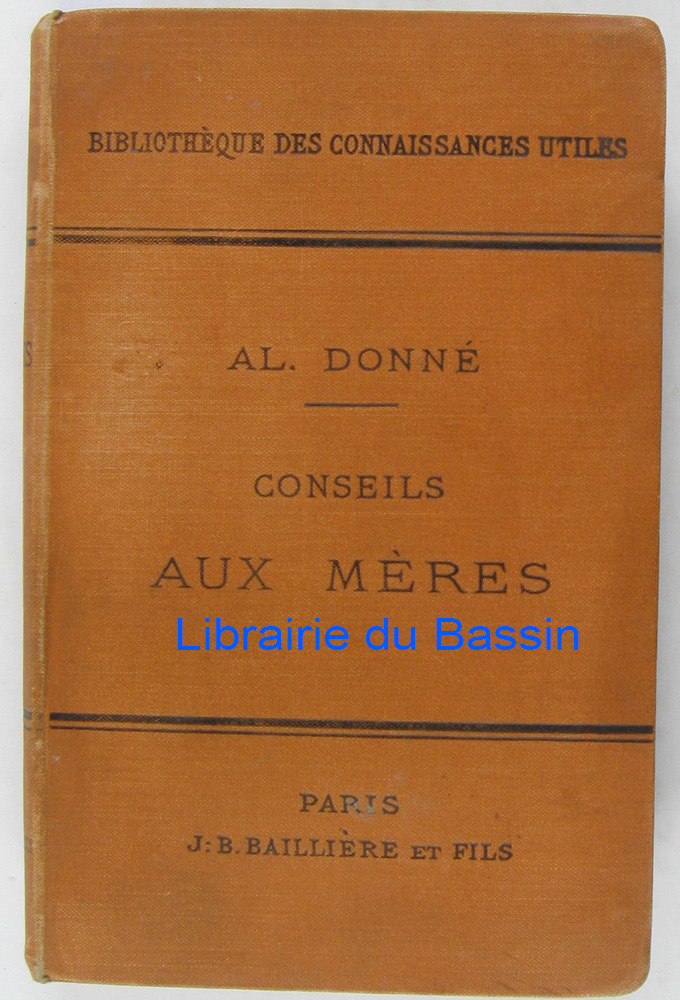 BIBLIOTHÈQUE DES CONNAISSANCES UTILES
AL. DONNÉ
CONSEILS
AUX MÈRES
Librairie du Bassin
PARIS
J.-B. BAILLIÈRE ET FILS